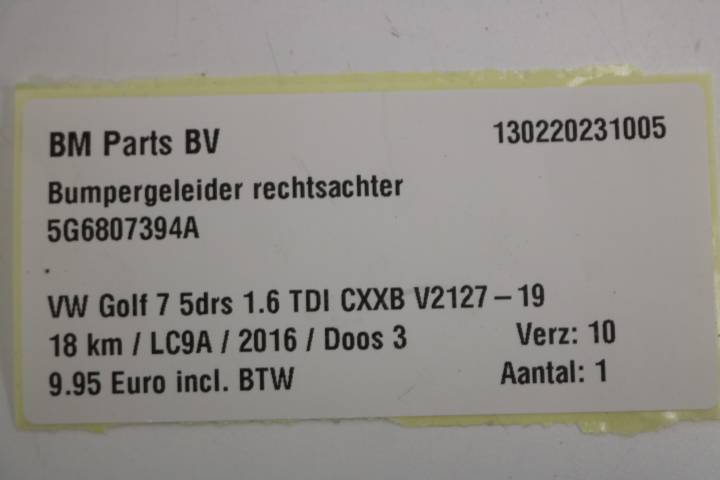 BM Parts BV 130220231005
Bumpergeleider rechtsachter
5G6807394A
.
VW Golf 7 5drs 1.6 TDI CXXB V2127 – 19
18 km / LC9A / 2016 / Doos 3 Verz: 10
9.95 Euro incl. BTW Aantal: 1